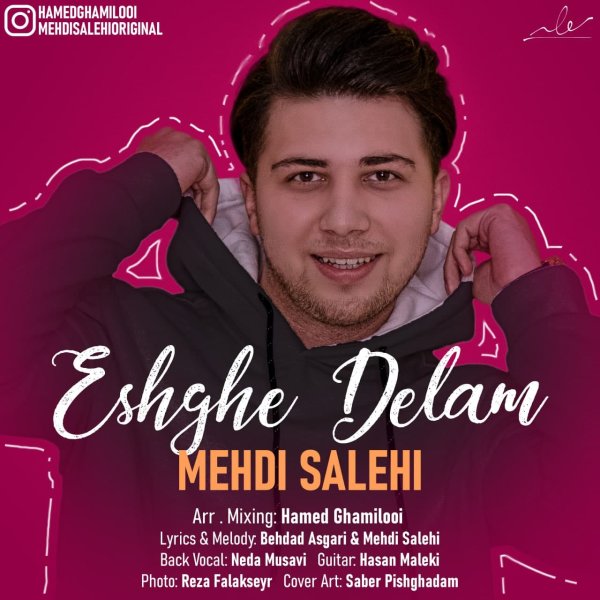 HAMEDGHAMILOOI
MEHDISALEHIORIGINAL
Eshghe Delam
MEHDI SALEHI
Arr . Mixing: Hamed Ghamilooi
Lyrics & Melody: Behdad Asgari & Mehdi Salehi
Back Vocal: Neda Musavi Guitar: Hasan Maleki
Photo: Reza Falakseyr Cover Art: Saber Pishghadam